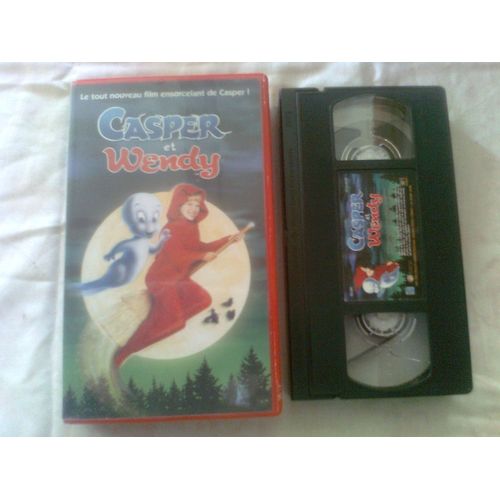 Le tout nouveau film ensorcelant de Casper !
CASPER
et
Wendy
CASPER
et
Wendy